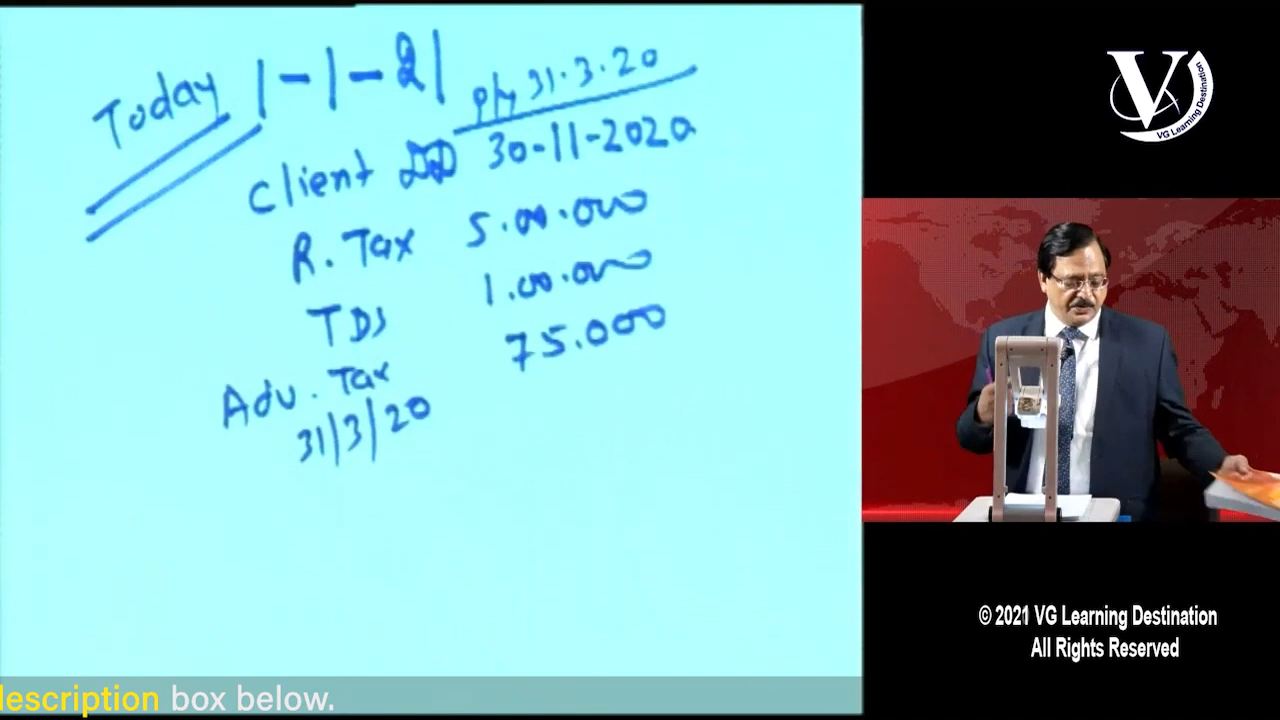 Today 1-1-21
P/y 31.3.20
Client DD 30-11-2020
R. Tax 5.00.000
TDS 1.00.000
Adv. Tax 75.000
31/3/20
V
VG Learning Destination
© 2021 VG Learning Destination
All Rights Reserved
description box below.